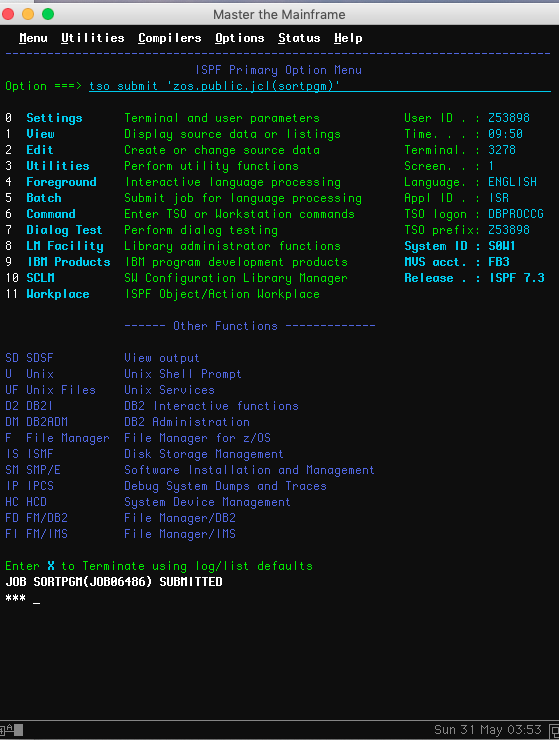 Master the Mainframe
Menu Utilities Compilers Options Status Help
ISPF Primary Option Menu
Option ===> tso submit 'zos.public.jcl(sortpgm)'
0 Settings Terminal and user parameters User ID . : Z53898
1 View Display source data or listings Time. . . : 09:50
2 Edit Create or change source data Terminal. : 3278
3 Utilities Perform utility functions Screen. . : 1
4 Foreground Interactive language processing Language. : ENGLISH
5 Batch Submit job for language processing Appl ID . : ISR
6 Command Enter TSO or Workstation commands TSO logon : DBPROCCG
7 Dialog Test Perform dialog testing TSO prefix: Z53898
8 LM Facility Library administrator functions System ID : S0W1
9 IBM Products IBM program development products MVS acct. : FB3
10 SCLM SW Configuration Library Manager Release . : ISPF 7.3
11 Workplace ISPF Object/Action Workplace
------ Other Functions -------------
SD SDSF View output
U Unix Unix Shell Prompt
UF Unix Files Unix Services
D2 DB2I DB2 Interactive functions
DM DB2ADM DB2 Administration
F File Manager File Manager for z/OS
IS ISMF Disk Storage Management
SM SMP/E Software Installation and Management
IP IPCS Debug System Dumps and Traces
HC HCD System Device Management
FD FM/DB2 File Manager/DB2
FI FM/IMS File Manager/IMS
Enter X to Terminate using log/list defaults
JOB SORTPGM(JOB06486) SUBMITTED
*** _
Sun 31 May 03:53